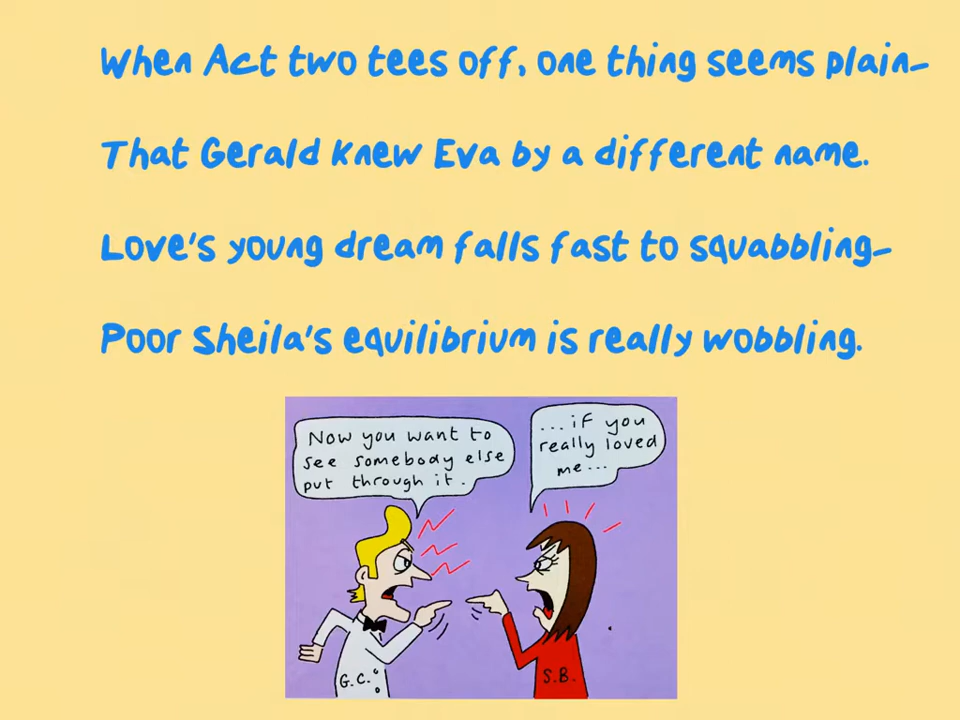 When Act two tees off, one thing seems plain-
That Gerald knew Eva by a different name.
Love's young dream falls fast to squabbling-
Poor Sheila's equilibrium is really wobbling.
Now you want to
see somebody else
put through it.
...if you
really loved
me...
G.C.
S.B.